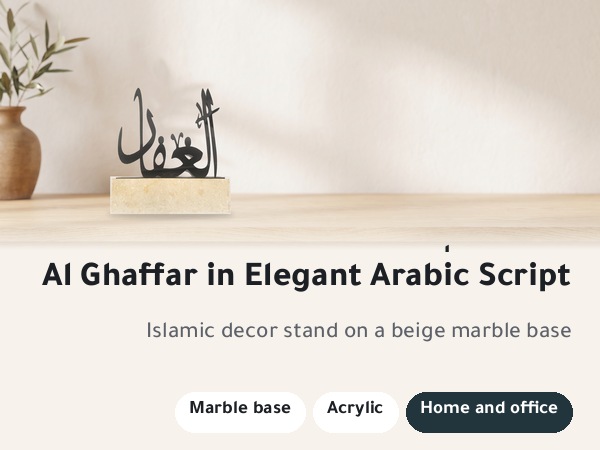 الغفار
Al Ghaffar in Elegant Arabic Script
Islamic decor stand on a beige marble base
Marble base
Acrylic
Home and office